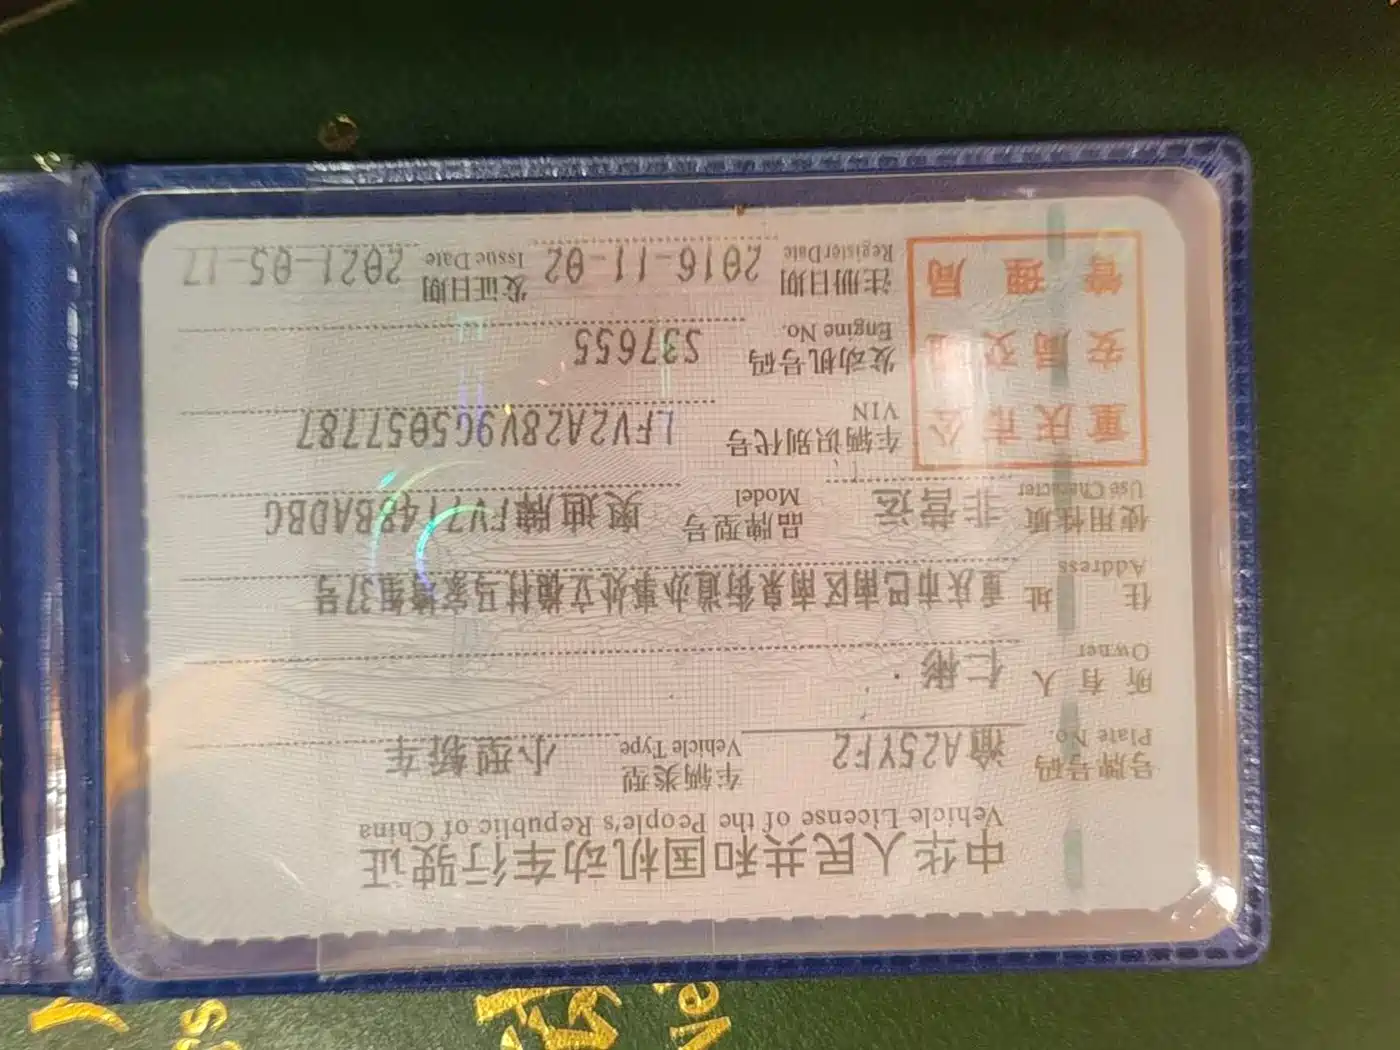 中华人民共和国机动车行驶证
Vehicle License of the People's Republic of China
号牌号码 渝A25YF2 车辆类型 小型轿车
Plate No. Vehicle Type
所有人 仁彬
Owner
住址 重庆市巴南区南泉街道办事处立柳村马家塆组37号
Address
使用性质 非营运 品牌型号 奥迪牌FV7148BADBG
Use Character Model
重庆市公安局交通管理局
车辆识别代号 LFV2A28V9G5057787
VIN
发动机号码 S37655
Engine No.
注册日期 2016-11-02 发证日期 2021-05-17
Register Date Issue Date